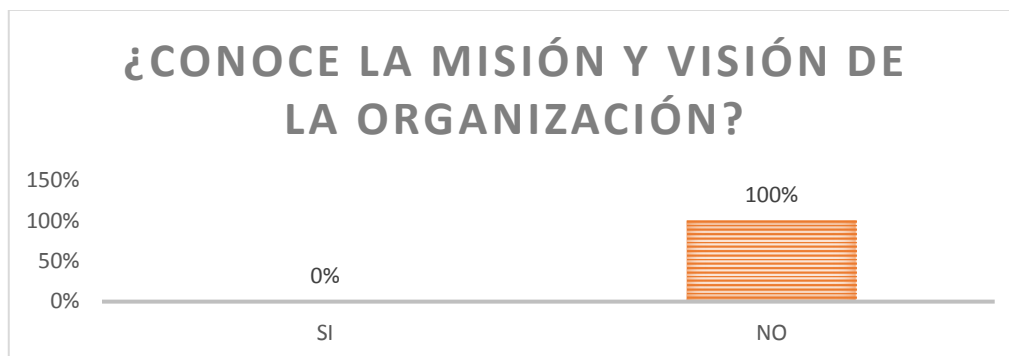 ¿CONOCE LA MISIÓN Y VISIÓN DE
LA ORGANIZACIÓN?
150%
100%
50%
0%
0%
100%
SI
NO